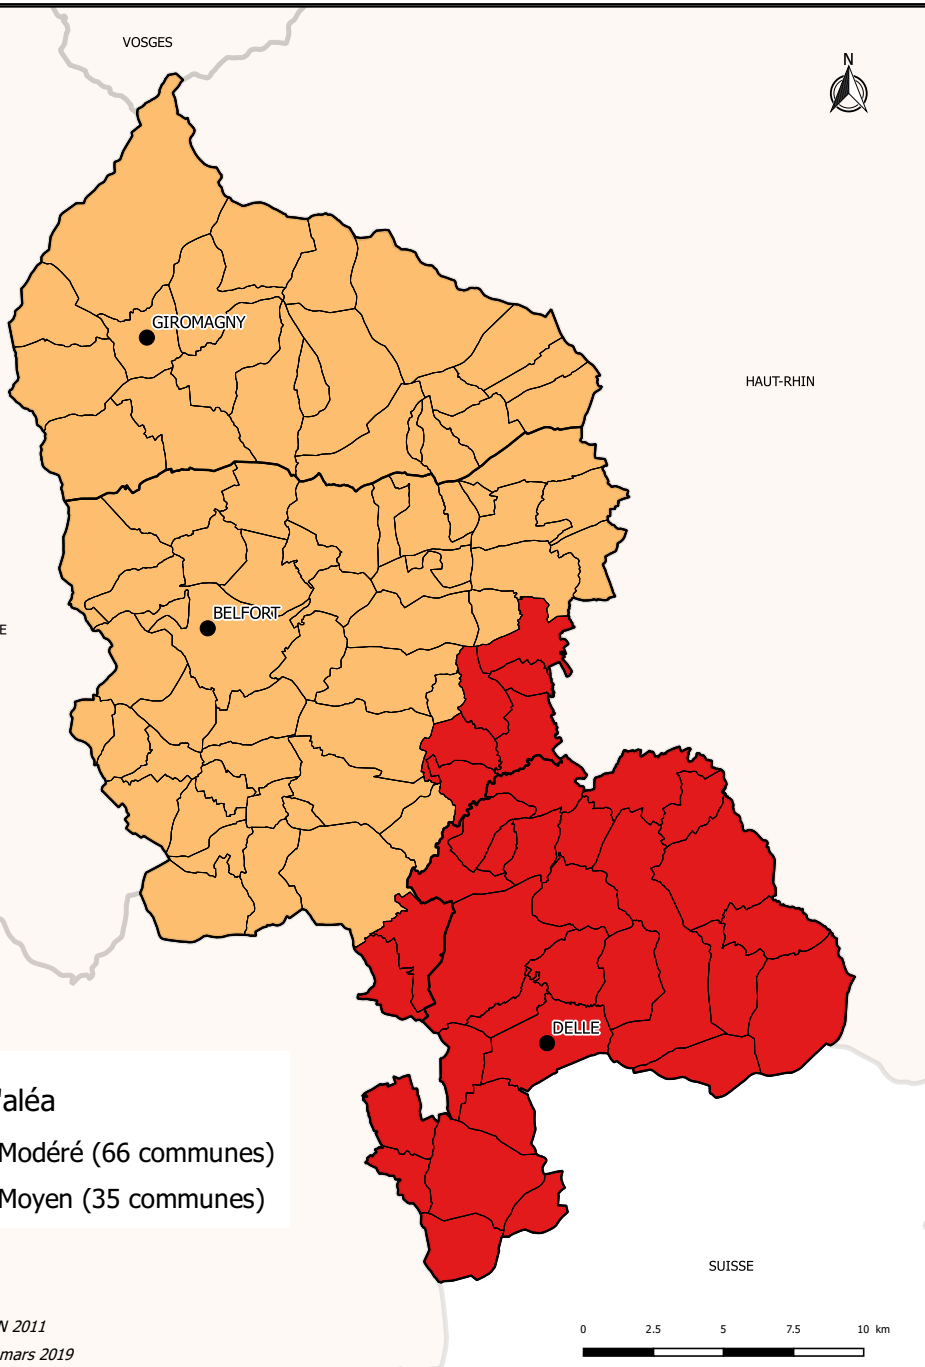 VOSGES
N
GIROMAGNY
HAUT-RHIN
BELFORT
E
DELLE
'aléa
Modéré (66 communes)
Moyen (35 communes)
SUISSE
N 2011
mars 2019
0 2.5 5 7.5 10 km